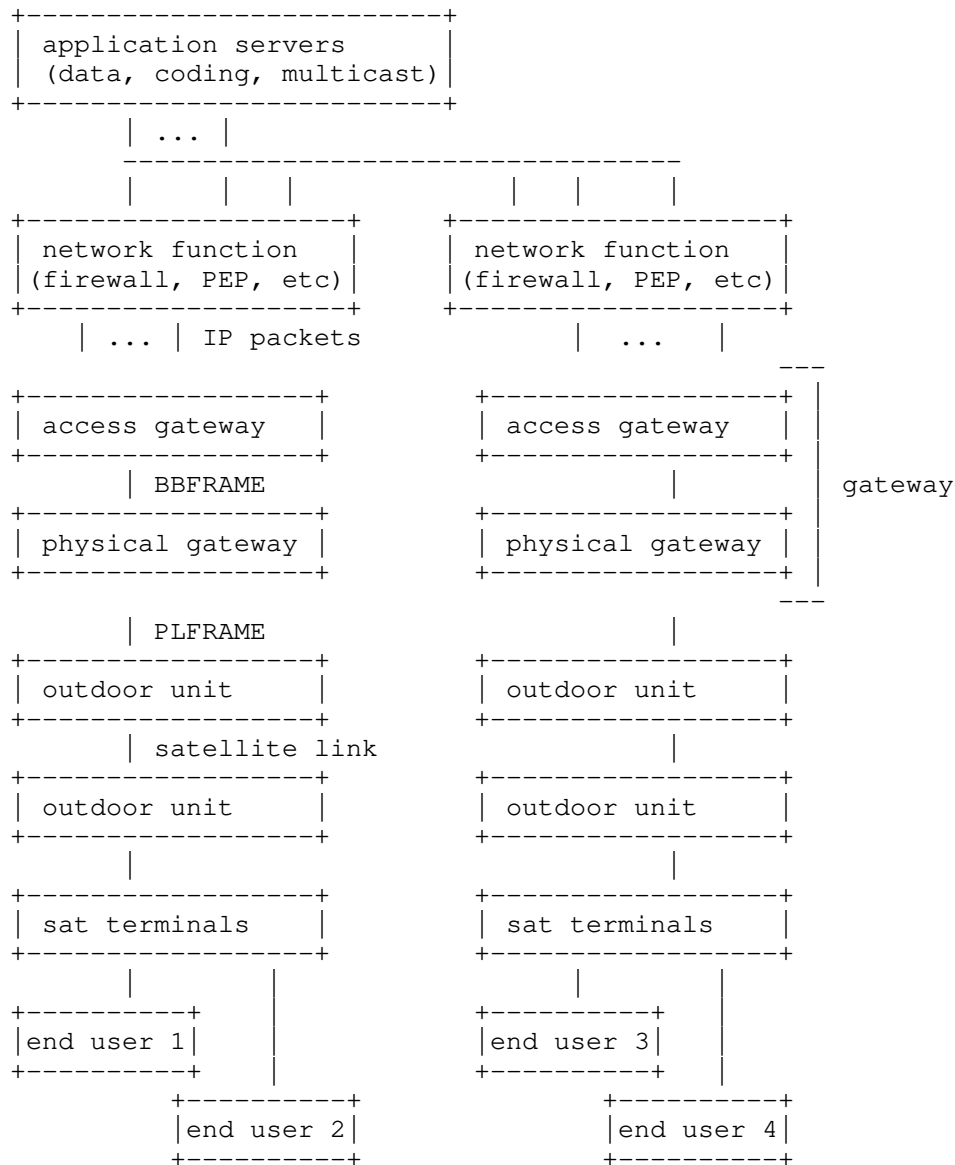 application servers
(data, coding, multicast)
...
network function network function
(firewall, PEP, etc) (firewall, PEP, etc)
... IP packets ...
access gateway access gateway
BBFRAME gateway
physical gateway physical gateway
PLFRAME
outdoor unit outdoor unit
satellite link
outdoor unit outdoor unit
sat terminals sat terminals
end user 1 end user 3
end user 2 end user 4